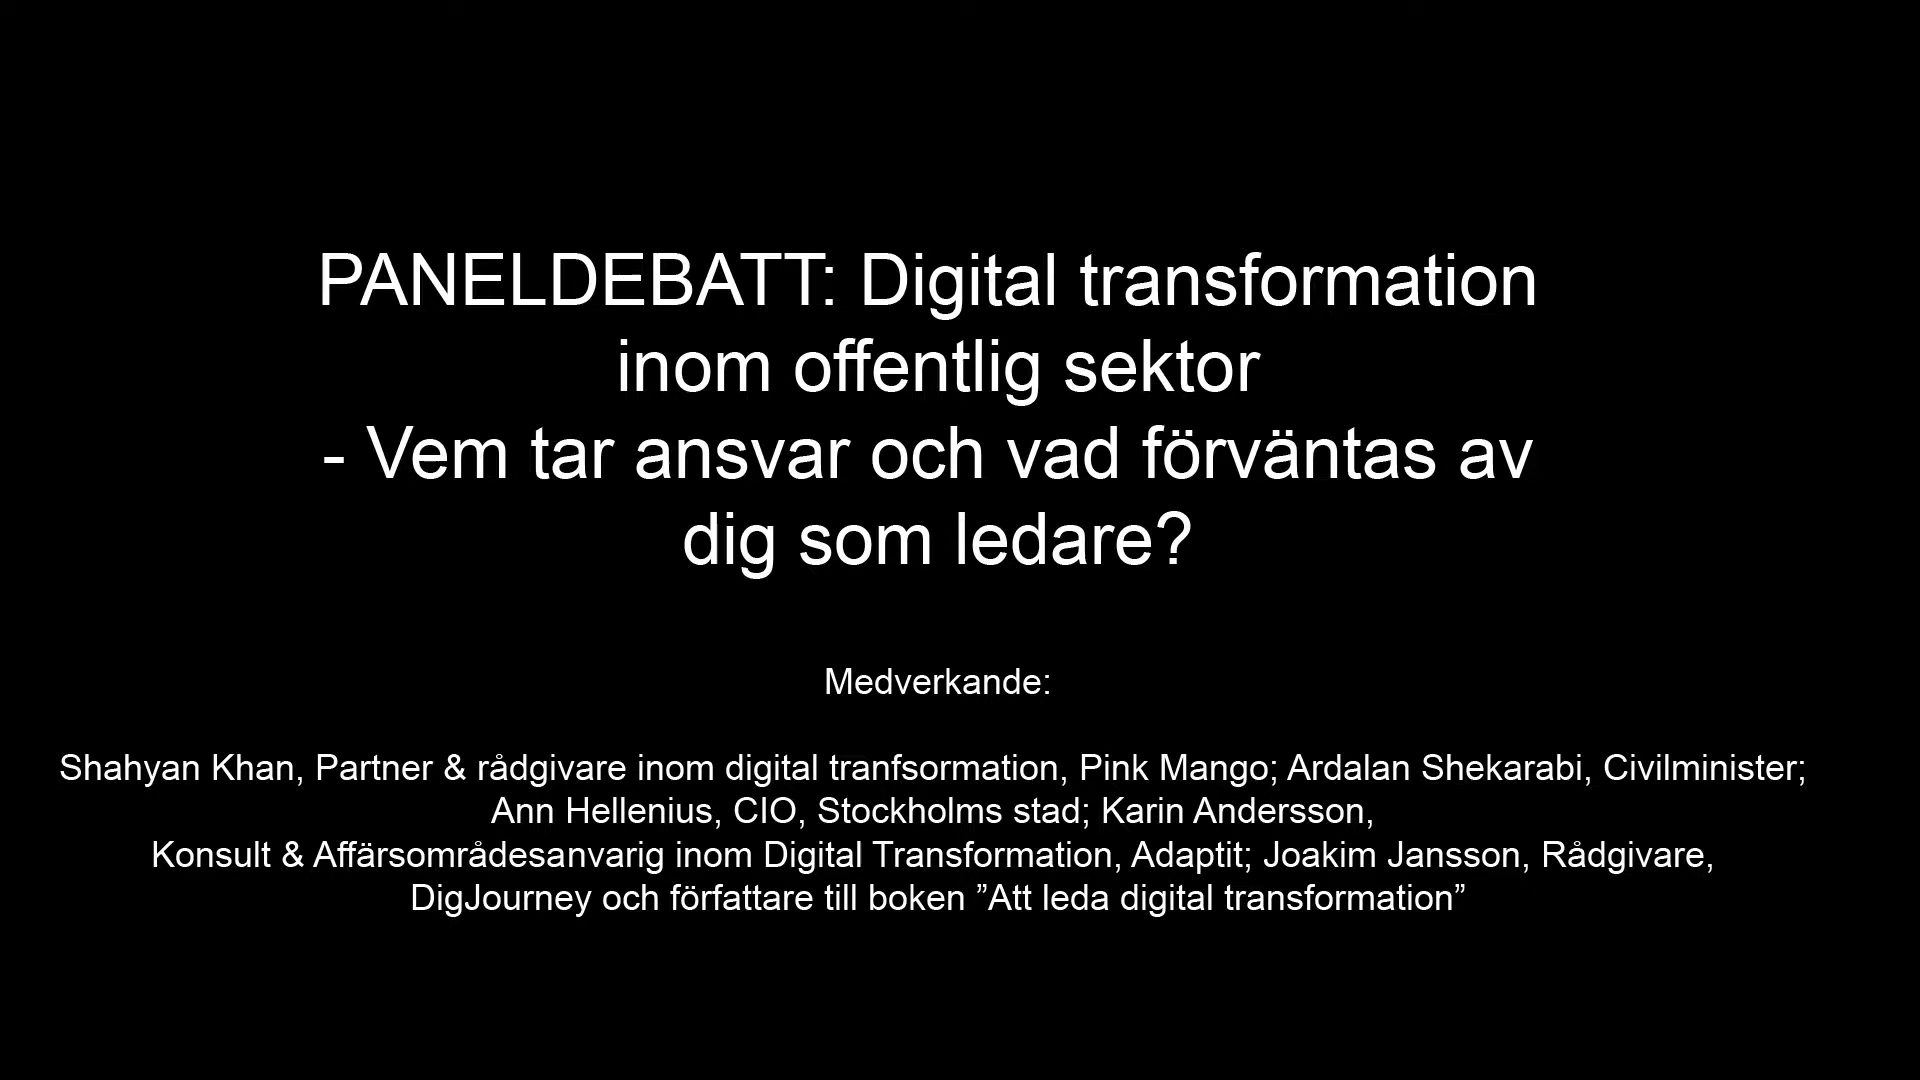 PANELDEBATT: Digital transformation
inom offentlig sektor
- Vem tar ansvar och vad förväntas av
dig som ledare?
Medverkande:
Shahyan Khan, Partner & rådgivare inom digital tranfsormation, Pink Mango; Ardalan Shekarabi, Civilminister;
Ann Hellenius, CIO, Stockholms stad; Karin Andersson,
Konsult & Affärsområdesanvarig inom Digital Transformation, Adaptit; Joakim Jansson, Rådgivare,
DigJourney och författare till boken ”Att leda digital transformation”